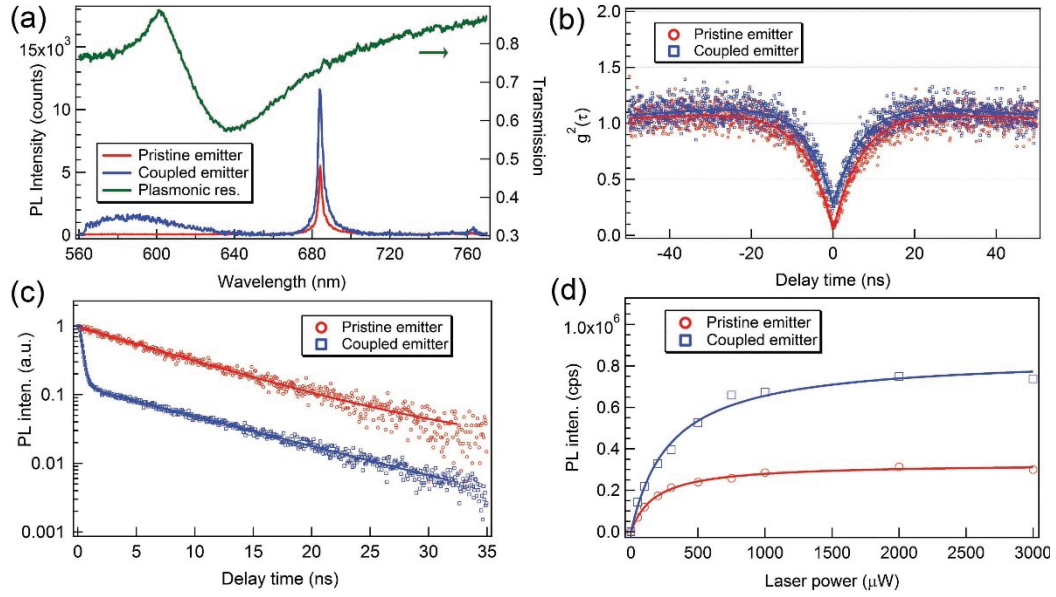 (a)
PL Intensity (counts)
15x10³
10
5
0
0.8
0.7
0.6
0.5
0.4
0.3
Transmission
Pristine emitter
Coupled emitter
Plasmonic res.
560
600
640
680
720
760
Wavelength (nm)
(b)
g²(τ)
2.0
1.5
1.0
0.5
0.0
Pristine emitter
Coupled emitter
-40
-20
0
20
40
Delay time (ns)
(c)
PL inten. (a.u.)
1
0.1
0.01
0.001
Pristine emitter
Coupled emitter
0
5
10
15
20
25
30
35
Delay time (ns)
(d)
PL inten. (cps)
1.0x10⁶
0.8
0.6
0.4
0.2
0.0
Pristine emitter
Coupled emitter
0
500
1000
1500
2000
2500
3000
Laser power (μW)